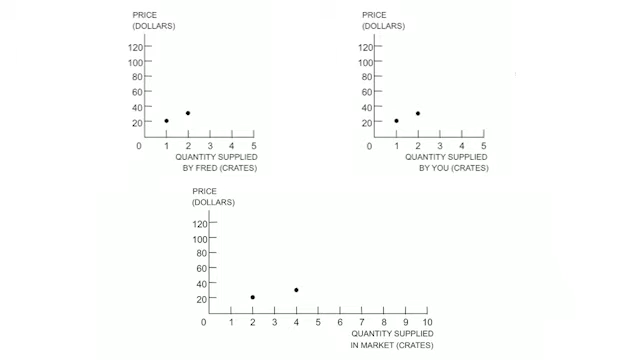 PRICE
(DOLLARS)
120
100
80
60
40
20
0 1 2 3 4 5
QUANTITY SUPPLIED
BY FRED (CRATES)
PRICE
(DOLLARS)
120
100
80
60
40
20
0 1 2 3 4 5
QUANTITY SUPPLIED
BY YOU (CRATES)
PRICE
(DOLLARS)
120
100
80
60
40
20
0 1 2 3 4 5 6 7 8 9 10
QUANTITY SUPPLIED
IN MARKET (CRATES)